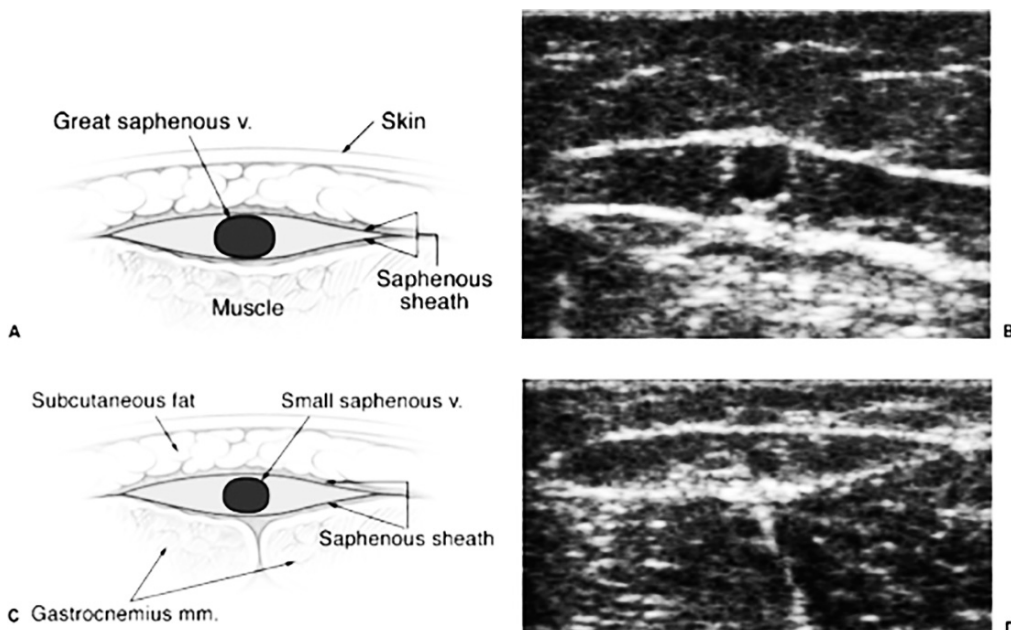 Great saphenous v.
Skin
Saphenous
sheath
Muscle
A
B
Subcutaneous fat
Small saphenous v.
Saphenous sheath
C Gastrocnemius mm.
D